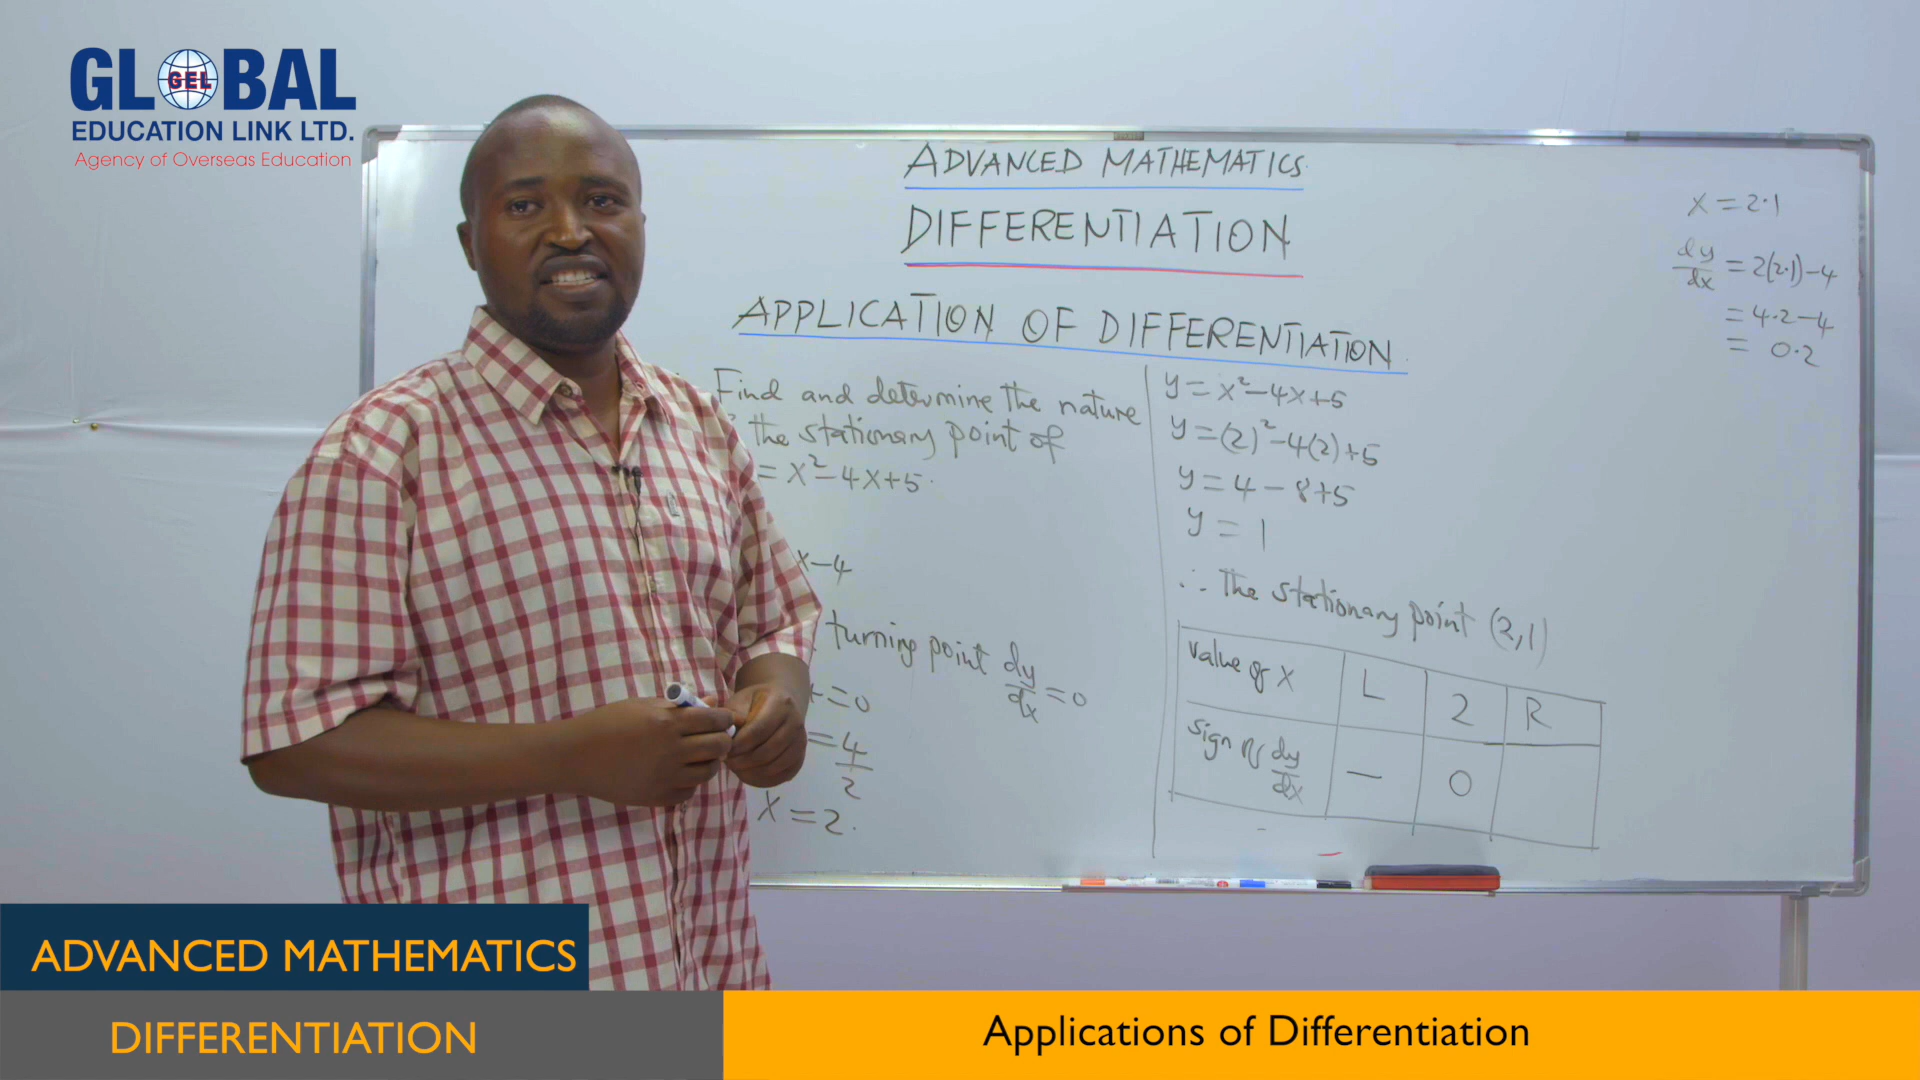 GLOBAL
GEL
EDUCATION LINK LTD.
Agency of Overseas Education
ADVANCED MATHEMATICS
DIFFERENTIATION
APPLICATION OF DIFFERENTIATION
Find and determine the nature
the stationary point of
= x² - 4x + 5.
x - 4
turning point dy/dx = 0
= 0
= 4/2
x = 2.
y = x² - 4x + 5
y = (2)² - 4(2) + 5
y = 4 - 8 + 5
y = 1
∴ The stationary point (2,1)
Value of x L 2 R
Sign of dy/dx — 0
x = 2.1
dy/dx = 2(2.1) - 4
= 4.2 - 4
= 0.2
ADVANCED MATHEMATICS
DIFFERENTIATION
Applications of Differentiation